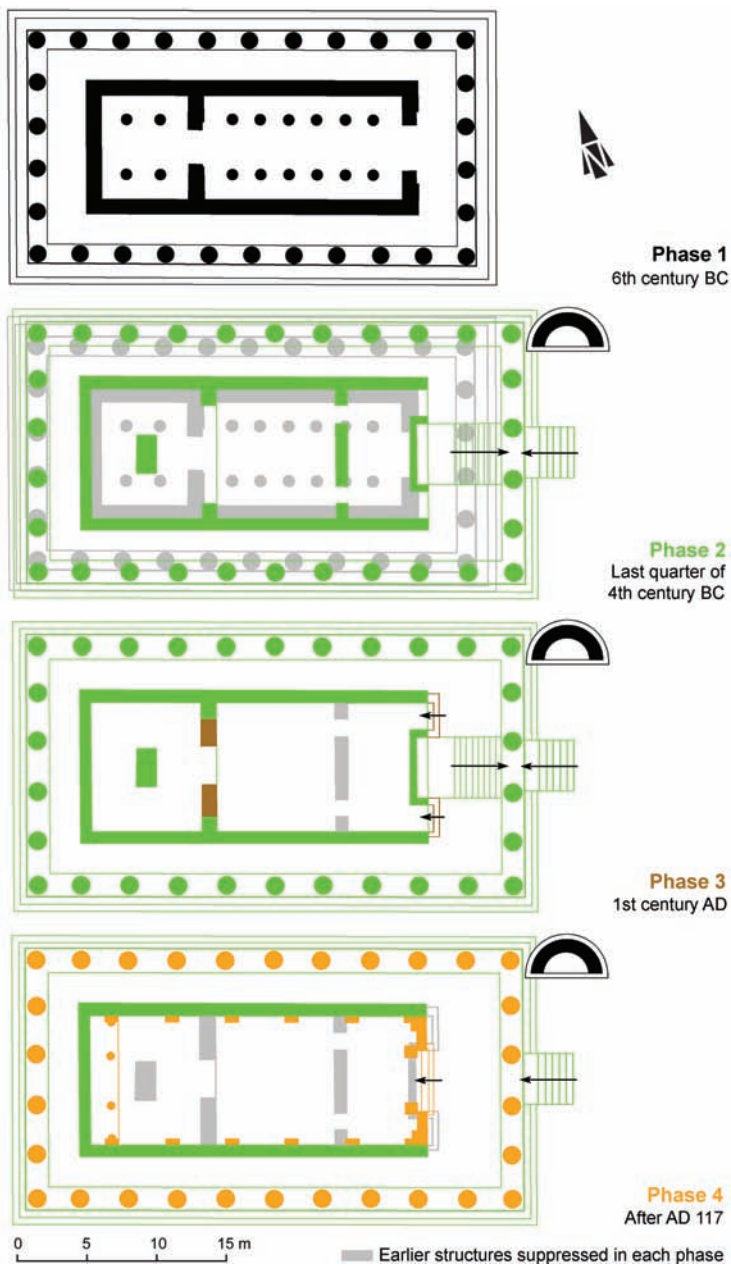 N
Phase 1
6th century BC
Phase 2
Last quarter of
4th century BC
Phase 3
1st century AD
Phase 4
After AD 117
0 5 10 15 m
Earlier structures suppressed in each phase